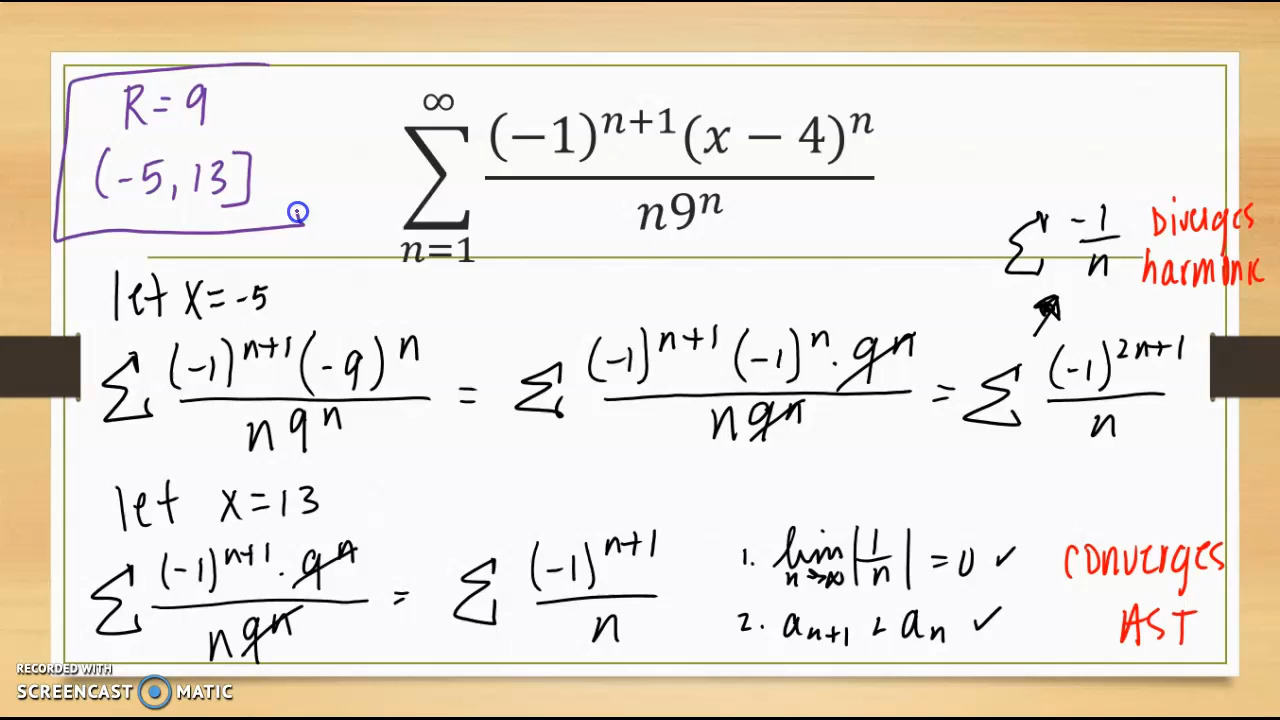 R = 9
(-5, 13]
∞
∑ (-1)^{n+1}(x - 4)^n / n9^n
n=1
∑ -1/n Diverges
harmonic
let x = -5
∑ (-1)^{n+1}(-9)^n / n9^n = ∑ (-1)^{n+1}(-1)^n · 9^n / n9^n = ∑ (-1)^{2n+1} / n
let x = 13
∑ (-1)^{n+1} · 9^n / n9^n = ∑ (-1)^{n+1} / n
1. lim n→∞ |1/n| = 0 ✓
2. a_{n+1} < a_n ✓
converges
AST
RECORDED WITH
SCREENCAST MATIC